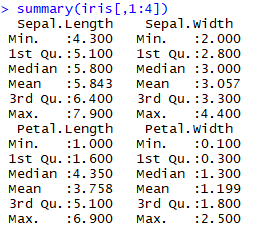 > summary(iris[,1:4])
  Sepal.Length    Sepal.Width
 Min.   :4.300   Min.   :2.000
 1st Qu.:5.100   1st Qu.:2.800
 Median :5.800   Median :3.000
 Mean   :5.843   Mean   :3.057
 3rd Qu.:6.400   3rd Qu.:3.300
 Max.   :7.900   Max.   :4.400
  Petal.Length    Petal.Width
 Min.   :1.000   Min.   :0.100
 1st Qu.:1.600   1st Qu.:0.300
 Median :4.350   Median :1.300
 Mean   :3.758   Mean   :1.199
 3rd Qu.:5.100   3rd Qu.:1.800
 Max.   :6.900   Max.   :2.500